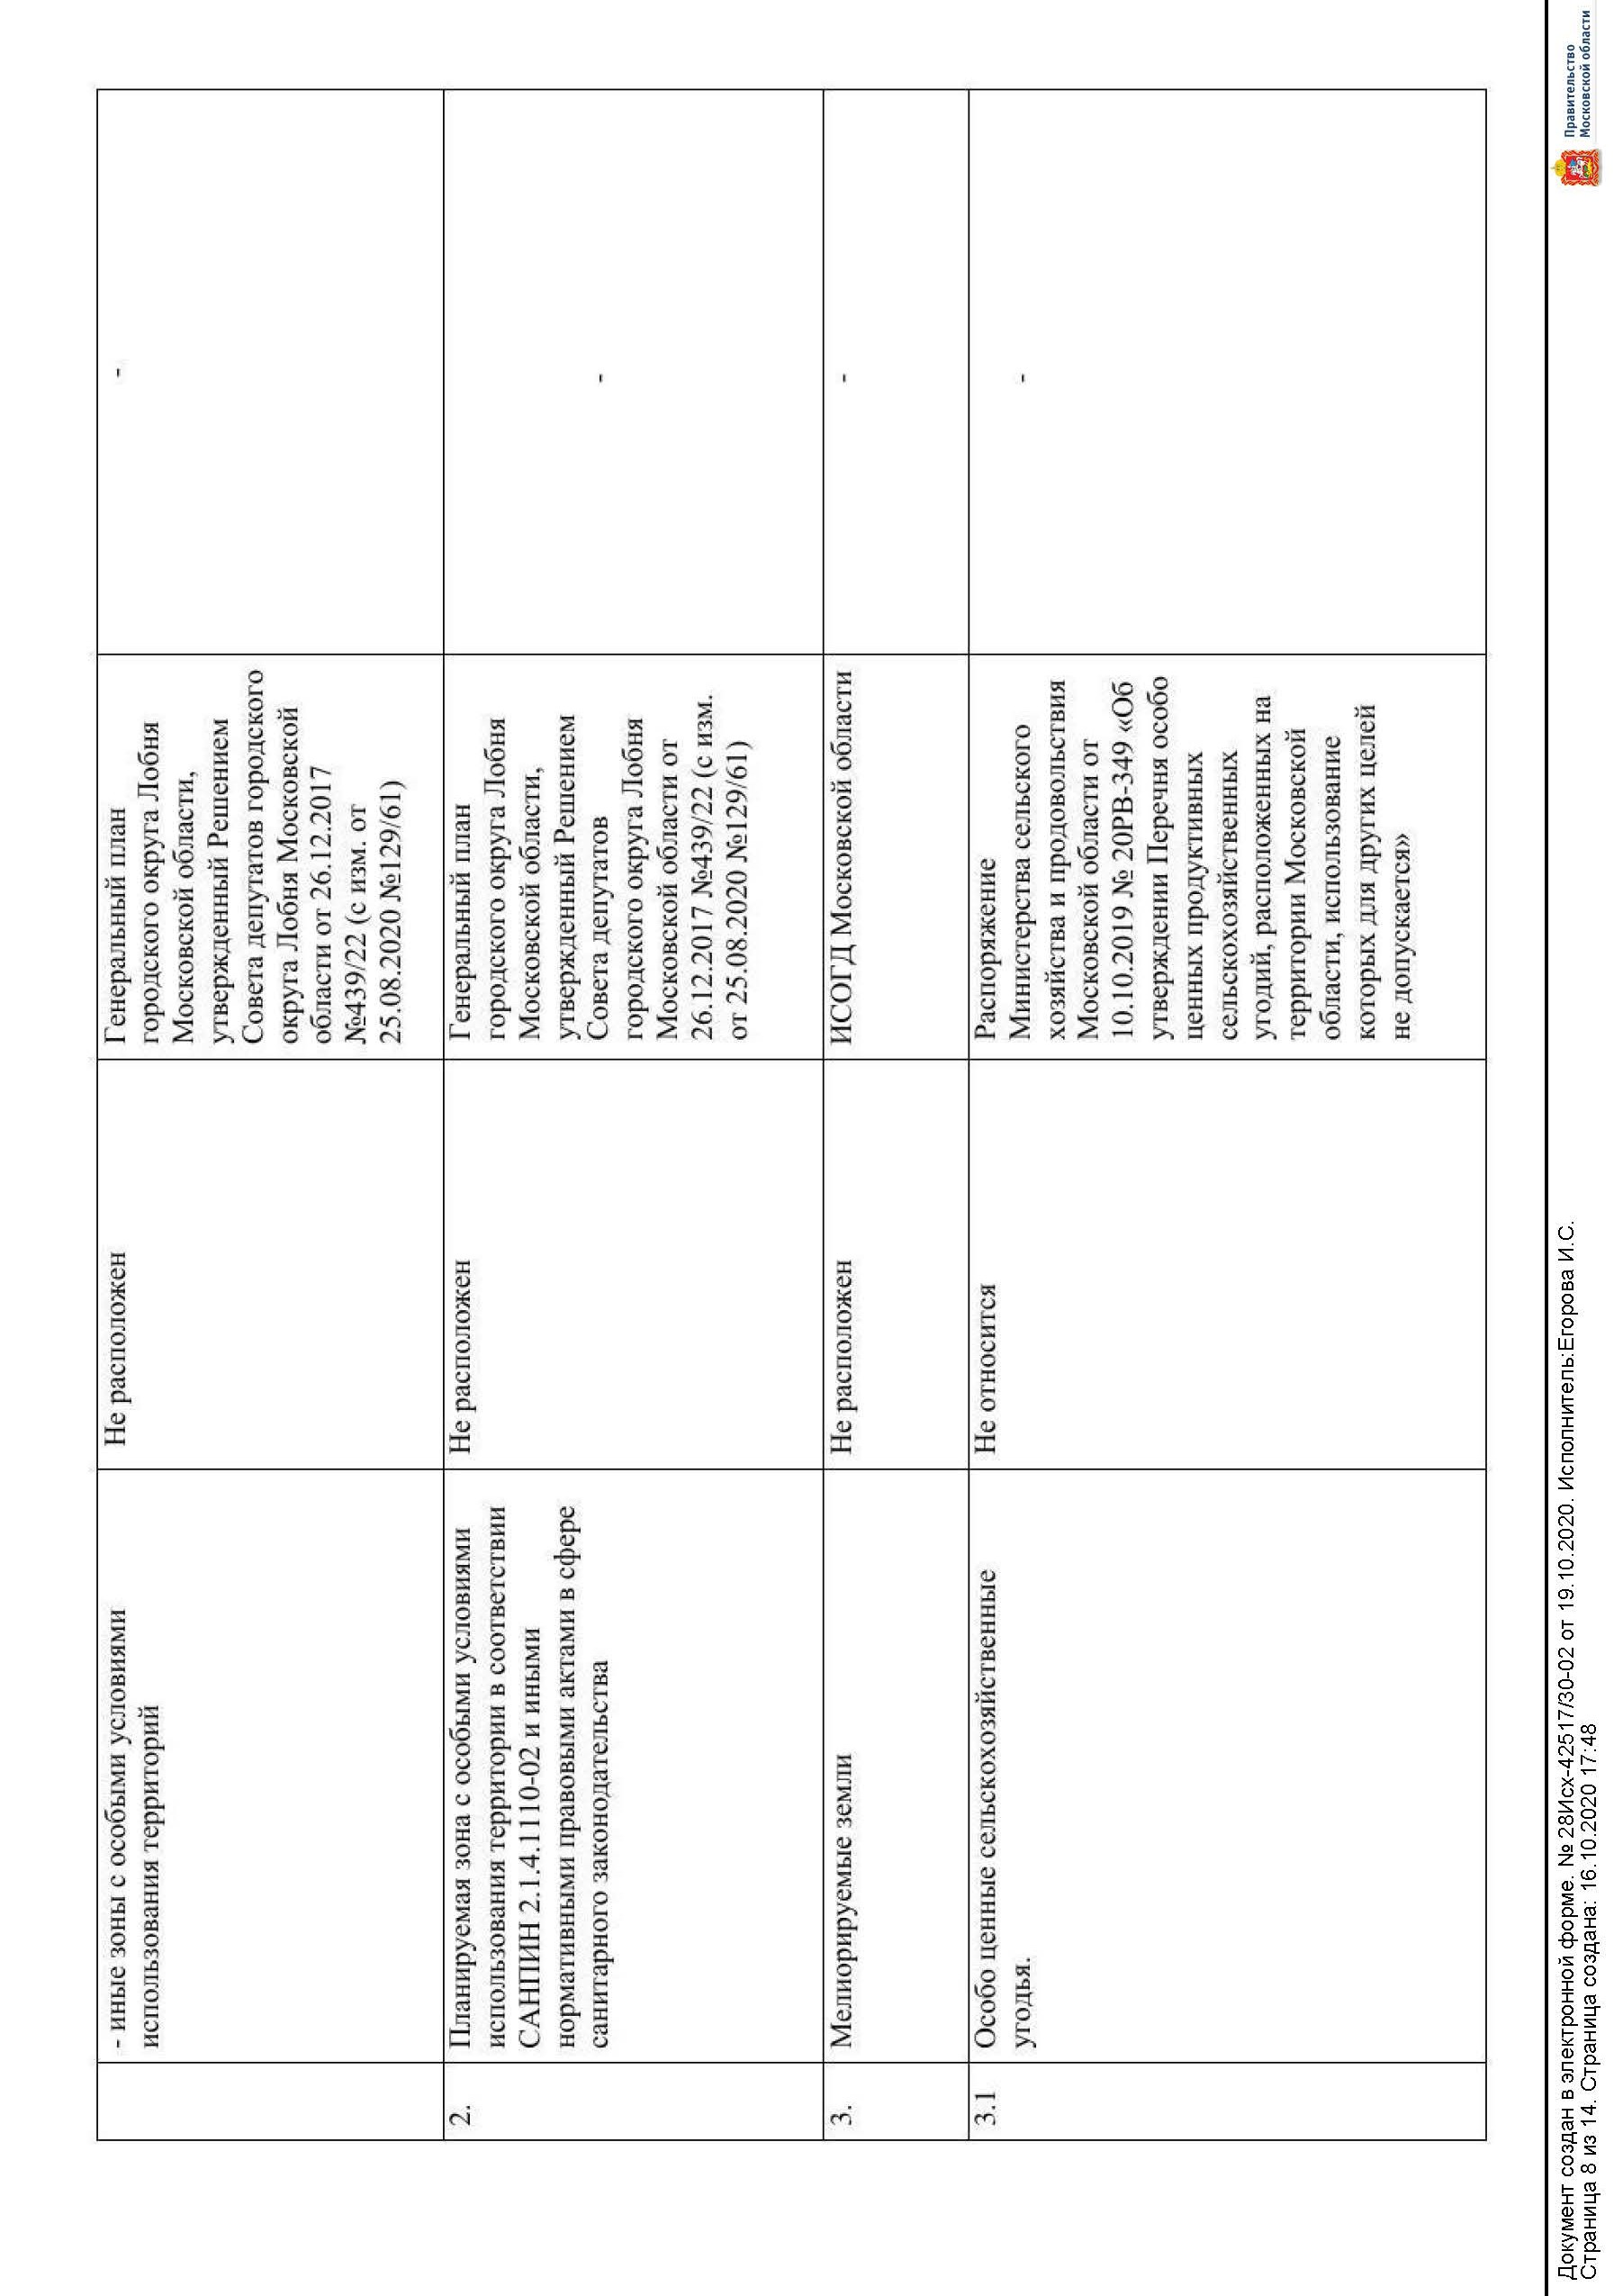 - иные зоны с особыми условиями
использования территорий
Не расположен
Генеральный план
городского округа Лобня
Московской области,
утвержденный Решением
Совета депутатов городского
округа Лобня Московской
области от 26.12.2017
№439/22 (с изм. от
25.08.2020 №129/61)
-
2.
Планируемая зона с особыми условиями
использования территории в соответствии
САНПИН 2.1.4.1110-02 и иными
нормативными правовыми актами в сфере
санитарного законодательства
Не расположен
Генеральный план
городского округа Лобня
Московской области,
утвержденный Решением
Совета депутатов
городского округа Лобня
Московской области от
26.12.2017 №439/22 (с изм.
от 25.08.2020 №129/61)
-
3.
Мелиорируемые земли
Не расположен
ИСОГД Московской области
-
3.1
Особо ценные сельскохозяйственные
угодья.
Не относится
Распоряжение
Министерства сельского
хозяйства и продовольствия
Московской области от
10.10.2019 № 20РВ-349 «Об
утверждении Перечня особо
ценных продуктивных
сельскохозяйственных
угодий, расположенных на
территории Московской
области, использование
которых для других целей
не допускается»
-
Документ создан в электронной форме. № 28Исх-42517/30-02 от 19.10.2020. Исполнитель:Егорова И.С.
Страница 8 из 14. Страница создана: 16.10.2020 17:48
Правительство
Московской области